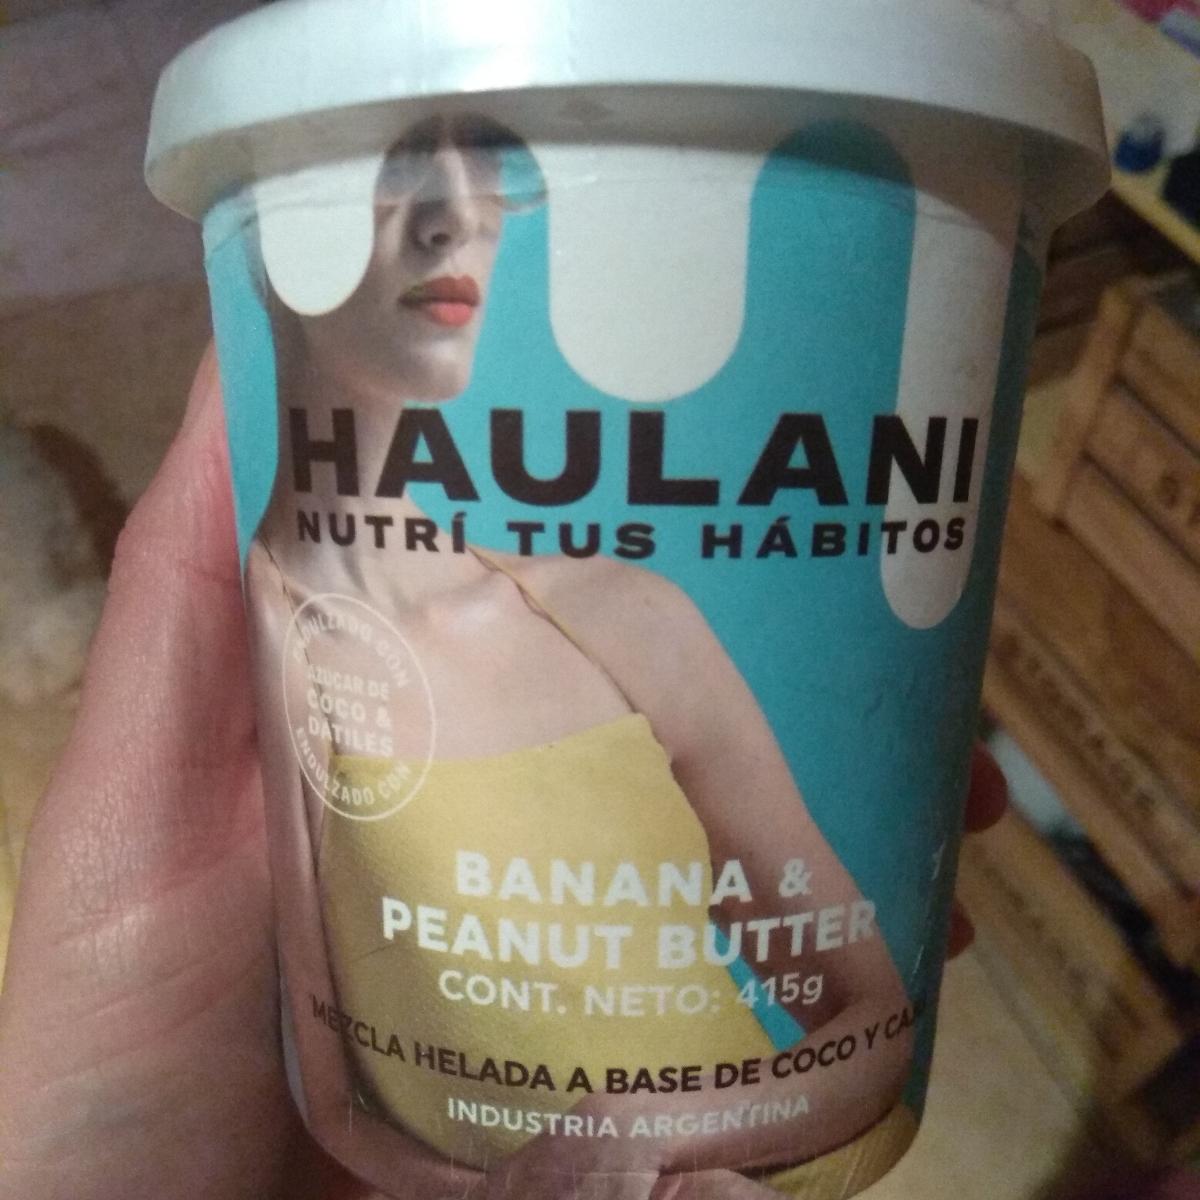 HAULANI
NUTRÍ TUS HÁBITOS
ENDULZADO CON
AZÚCAR DE
COCO &
DÁTILES
ENDULZADO CON
BANANA &
PEANUT BUTTER
CONT. NETO: 415g
MEZCLA HELADA A BASE DE COCO Y
INDUSTRIA ARGENTINA